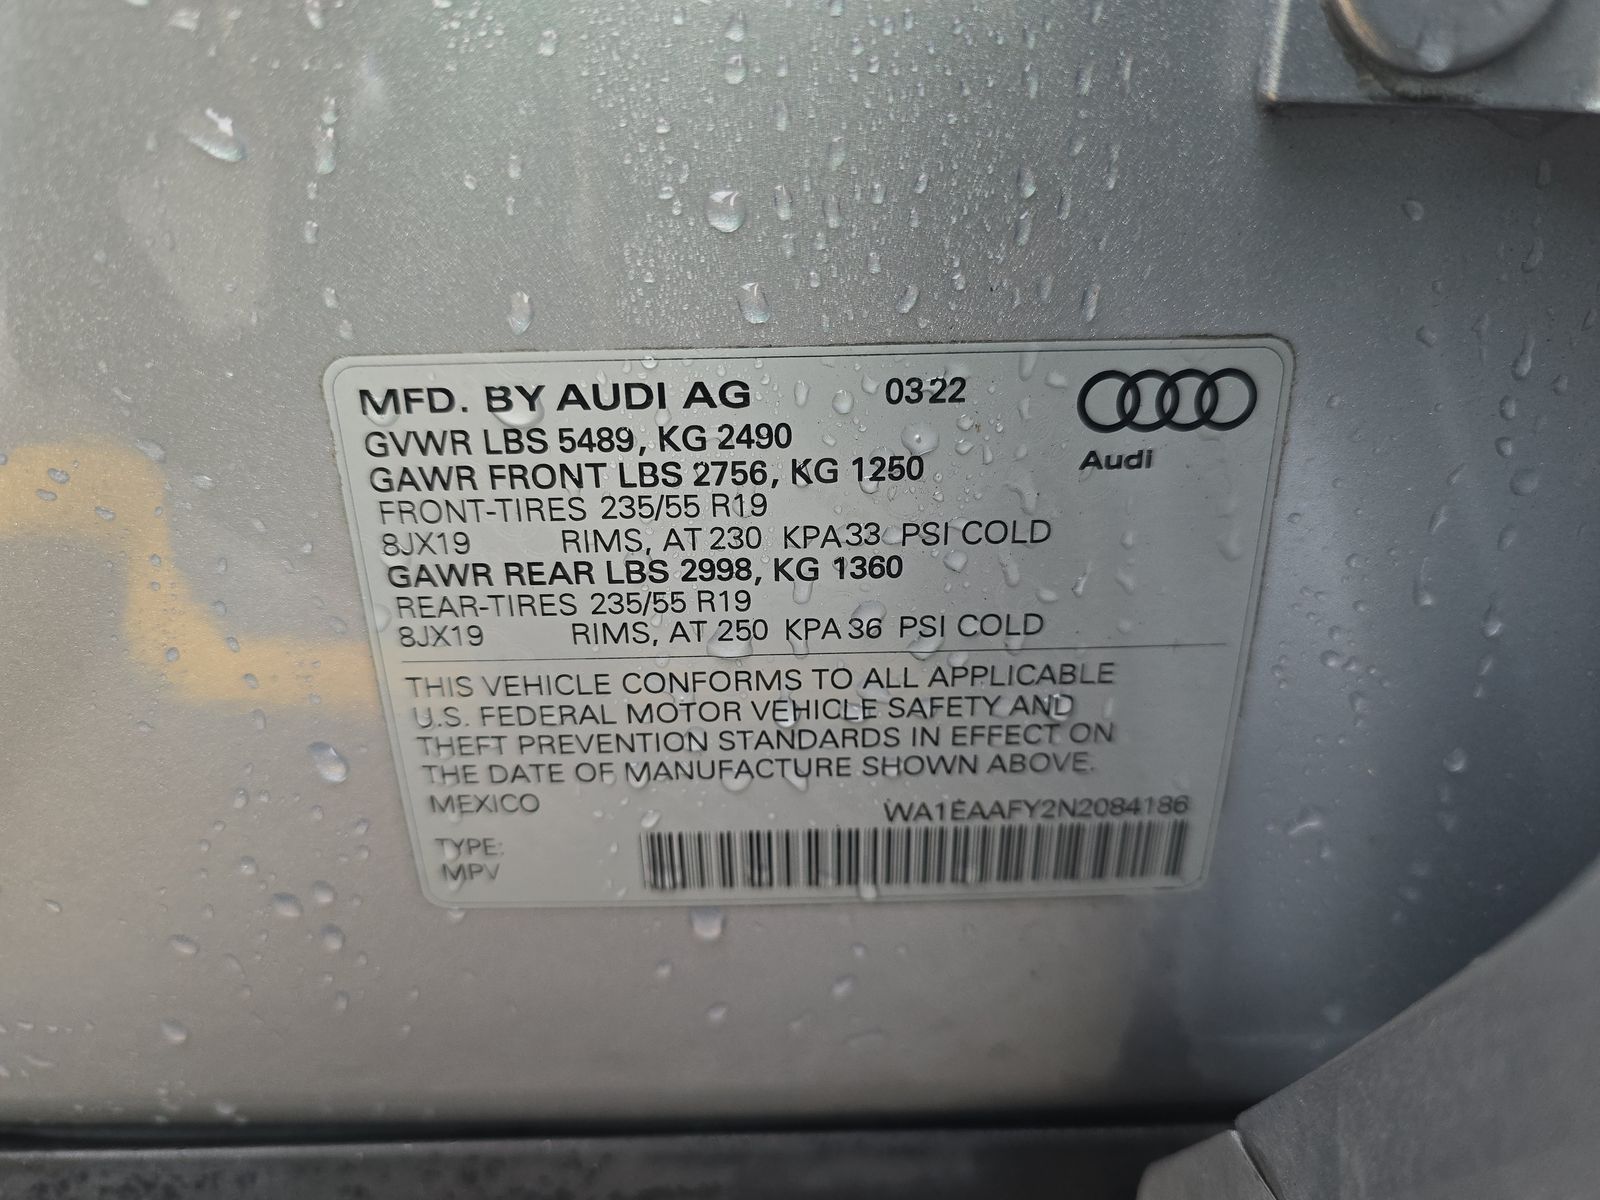 MFD. BY AUDI AG 03 22
GVWR LBS 5489, KG 2490
GAWR FRONT LBS 2756, KG 1250
FRONT-TIRES 235/55 R19
8JX19 RIMS, AT 230 KPA 33 PSI COLD
GAWR REAR LBS 2998, KG 1360
REAR-TIRES 235/55 R19
8JX19 RIMS, AT 250 KPA 36 PSI COLD
Audi
THIS VEHICLE CONFORMS TO ALL APPLICABLE
U.S. FEDERAL MOTOR VEHICLE SAFETY AND
THEFT PREVENTION STANDARDS IN EFFECT ON
THE DATE OF MANUFACTURE SHOWN ABOVE.
MEXICO WA1EAAFY2N2084186
TYPE:
MPV